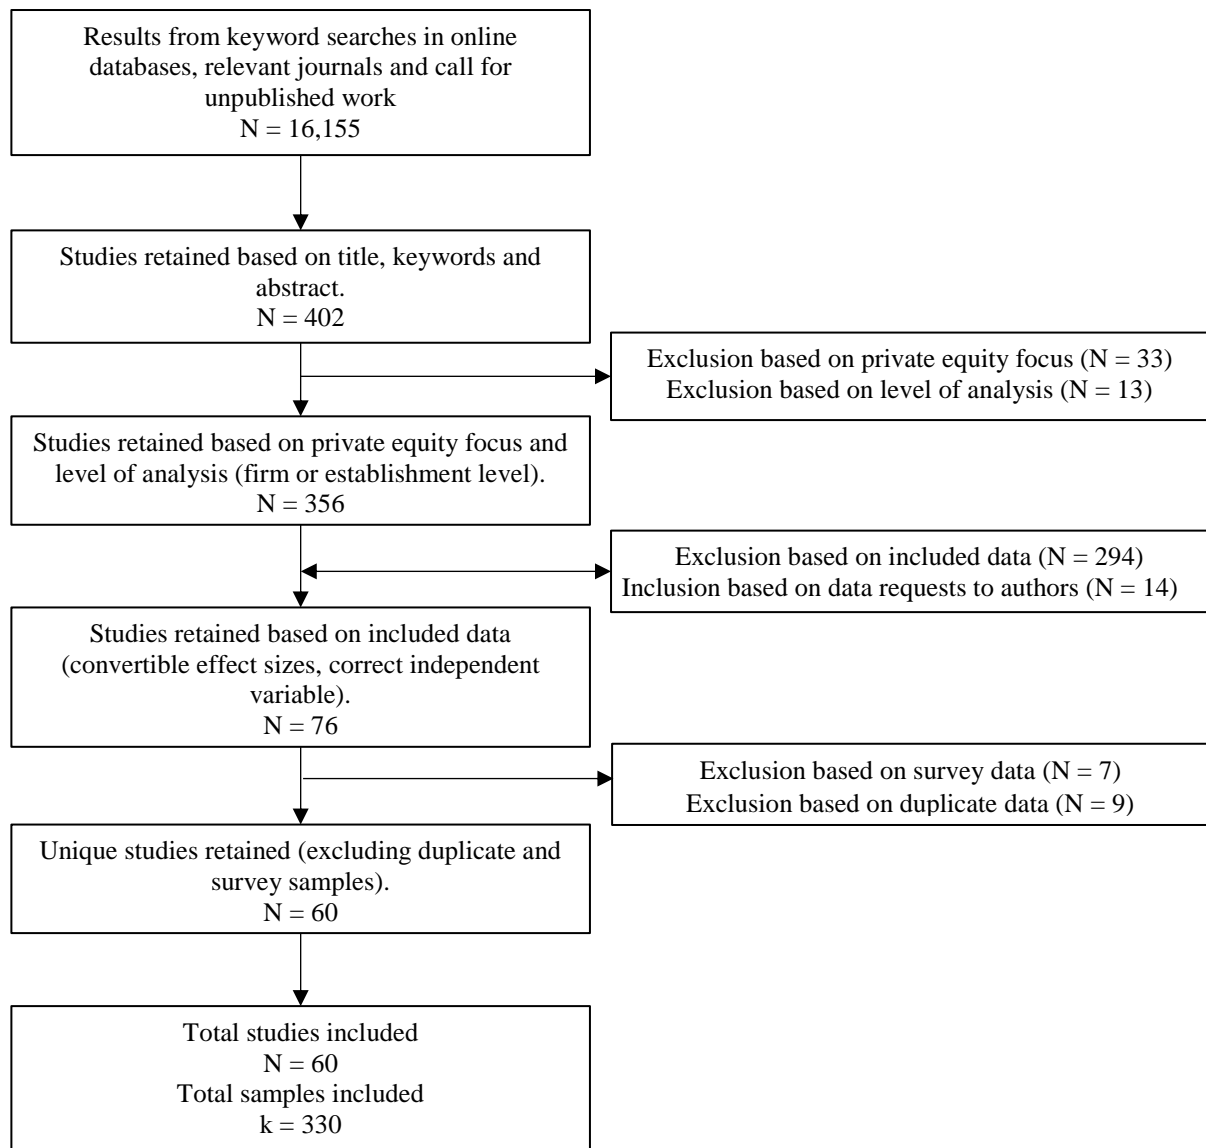 Results from keyword searches in online
databases, relevant journals and call for
unpublished work
N = 16,155
Studies retained based on title, keywords and
abstract.
N = 402
Exclusion based on private equity focus (N = 33)
Exclusion based on level of analysis (N = 13)
Studies retained based on private equity focus and
level of analysis (firm or establishment level).
N = 356
Exclusion based on included data (N = 294)
Inclusion based on data requests to authors (N = 14)
Studies retained based on included data
(convertible effect sizes, correct independent
variable).
N = 76
Exclusion based on survey data (N = 7)
Exclusion based on duplicate data (N = 9)
Unique studies retained (excluding duplicate and
survey samples).
N = 60
Total studies included
N = 60
Total samples included
k = 330